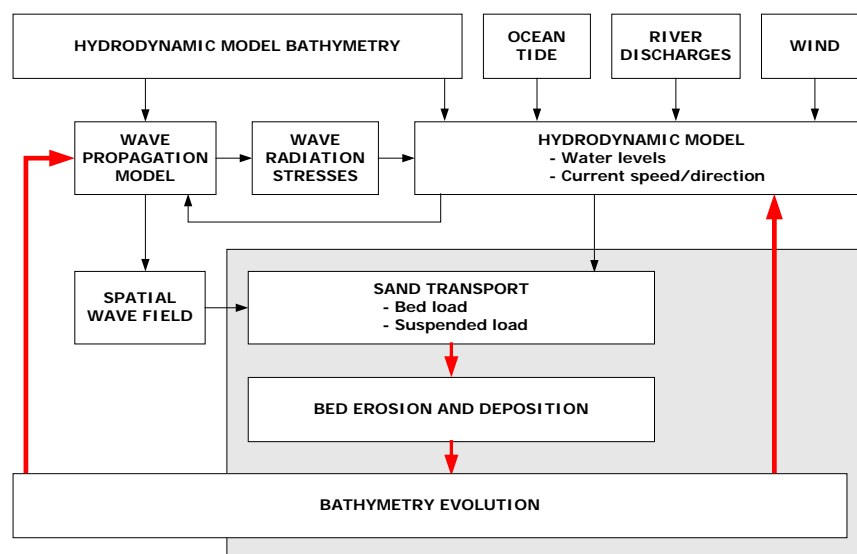 HYDRODYNAMIC MODEL BATHYMETRY
OCEAN
TIDE
RIVER
DISCHARGES
WIND
WAVE
PROPAGATION
MODEL
WAVE
RADIATION
STRESSES
HYDRODYNAMIC MODEL
- Water levels
- Current speed/direction
SPATIAL
WAVE FIELD
SAND TRANSPORT
- Bed load
- Suspended load
BED EROSION AND DEPOSITION
BATHYMETRY EVOLUTION